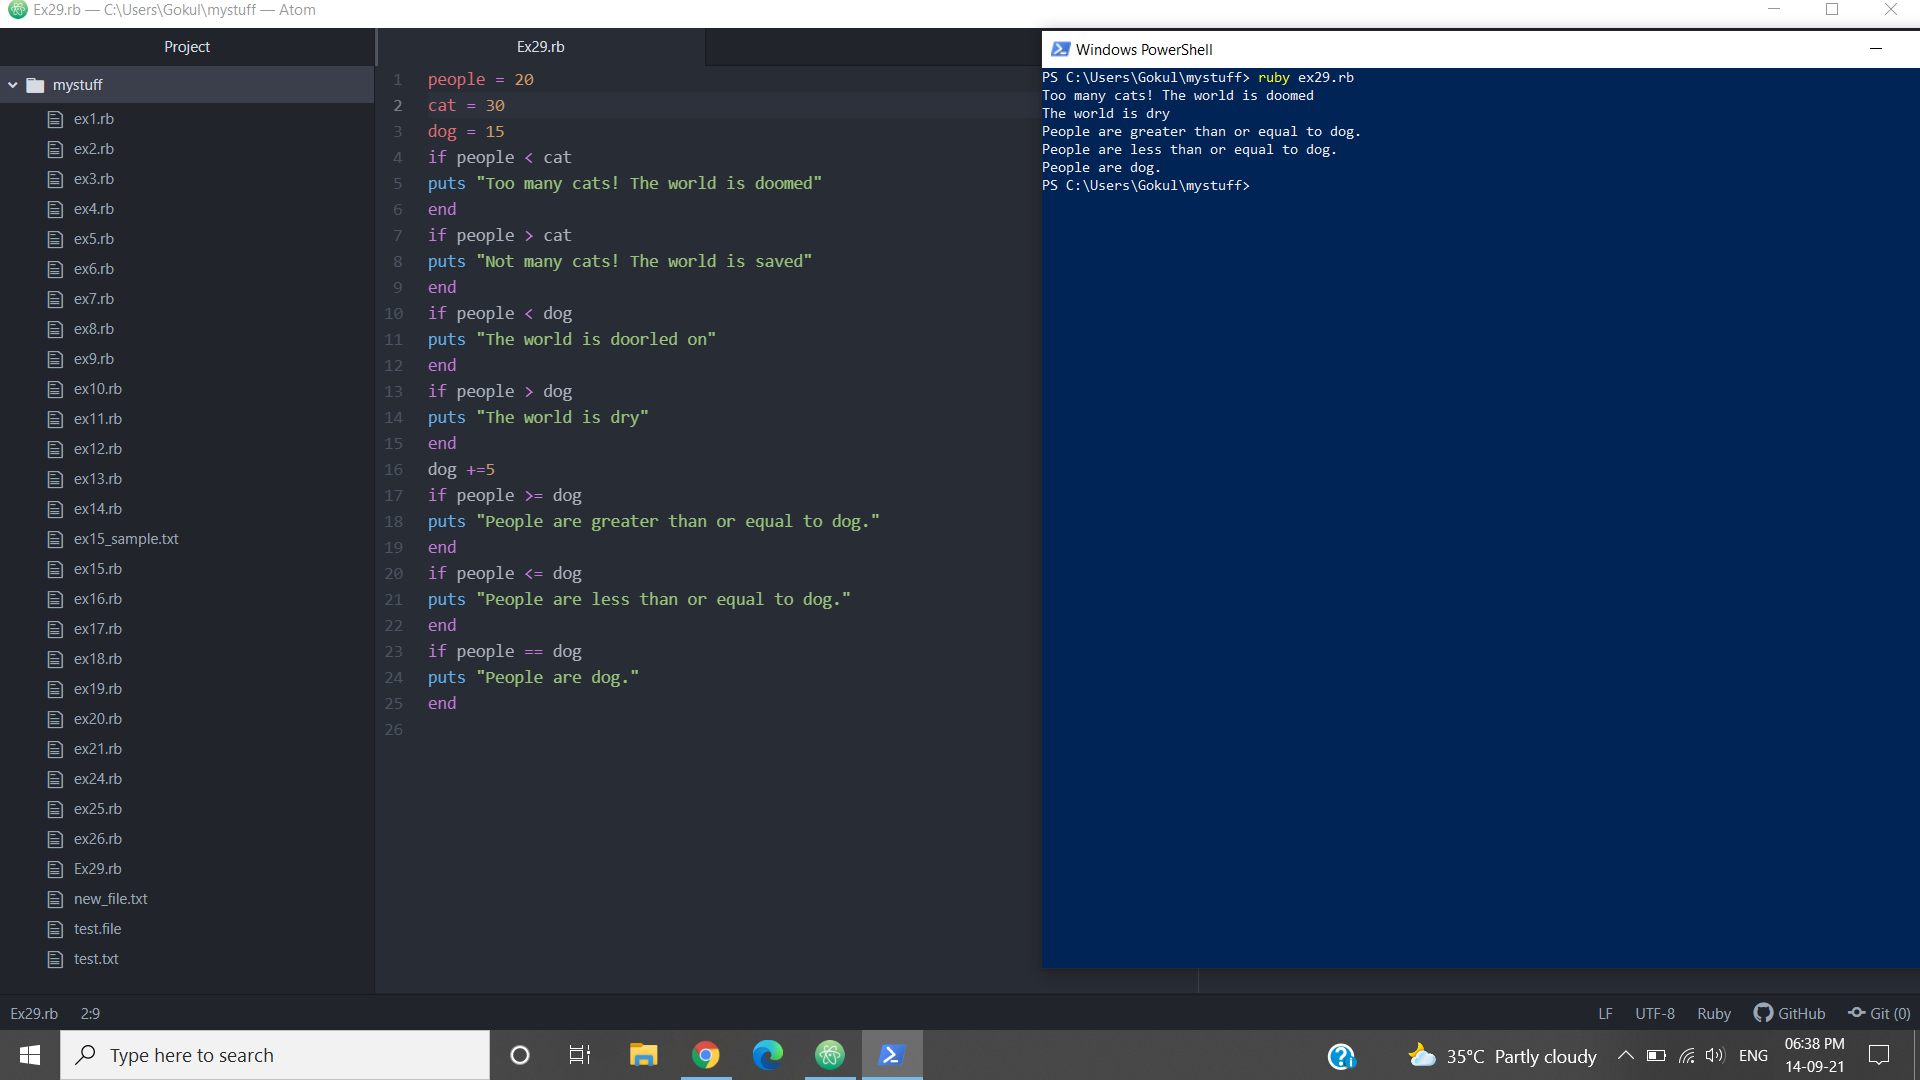 Ex29.rb — C:\Users\Gokul\mystuff — Atom
Project
mystuff
ex1.rb
ex2.rb
ex3.rb
ex4.rb
ex5.rb
ex6.rb
ex7.rb
ex8.rb
ex9.rb
ex10.rb
ex11.rb
ex12.rb
ex13.rb
ex14.rb
ex15_sample.txt
ex15.rb
ex16.rb
ex17.rb
ex18.rb
ex19.rb
ex20.rb
ex21.rb
ex24.rb
ex25.rb
ex26.rb
Ex29.rb
new_file.txt
test.file
test.txt
Ex29.rb
1 people = 20
2 cat = 30
3 dog = 15
4 if people < cat
5 puts "Too many cats! The world is doomed"
6 end
7 if people > cat
8 puts "Not many cats! The world is saved"
9 end
10 if people < dog
11 puts "The world is doorled on"
12 end
13 if people > dog
14 puts "The world is dry"
15 end
16 dog +=5
17 if people >= dog
18 puts "People are greater than or equal to dog."
19 end
20 if people <= dog
21 puts "People are less than or equal to dog."
22 end
23 if people == dog
24 puts "People are dog."
25 end
26
Windows PowerShell
PS C:\Users\Gokul\mystuff> ruby ex29.rb
Too many cats! The world is doomed
The world is dry
People are greater than or equal to dog.
People are less than or equal to dog.
People are dog.
PS C:\Users\Gokul\mystuff>
Ex29.rb 2:9
LF UTF-8 Ruby GitHub Git (0)
Type here to search
35°C Partly cloudy
ENG
06:38 PM
14-09-21